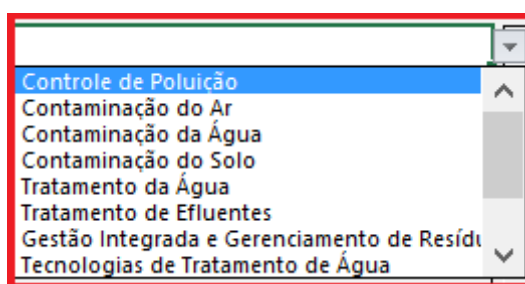 Controle de Poluição
Contaminação do Ar
Contaminação da Água
Contaminação do Solo
Tratamento da Água
Tratamento de Efluentes
Gestão Integrada e Gerenciamento de
Tecnologias de Tratamento de Água